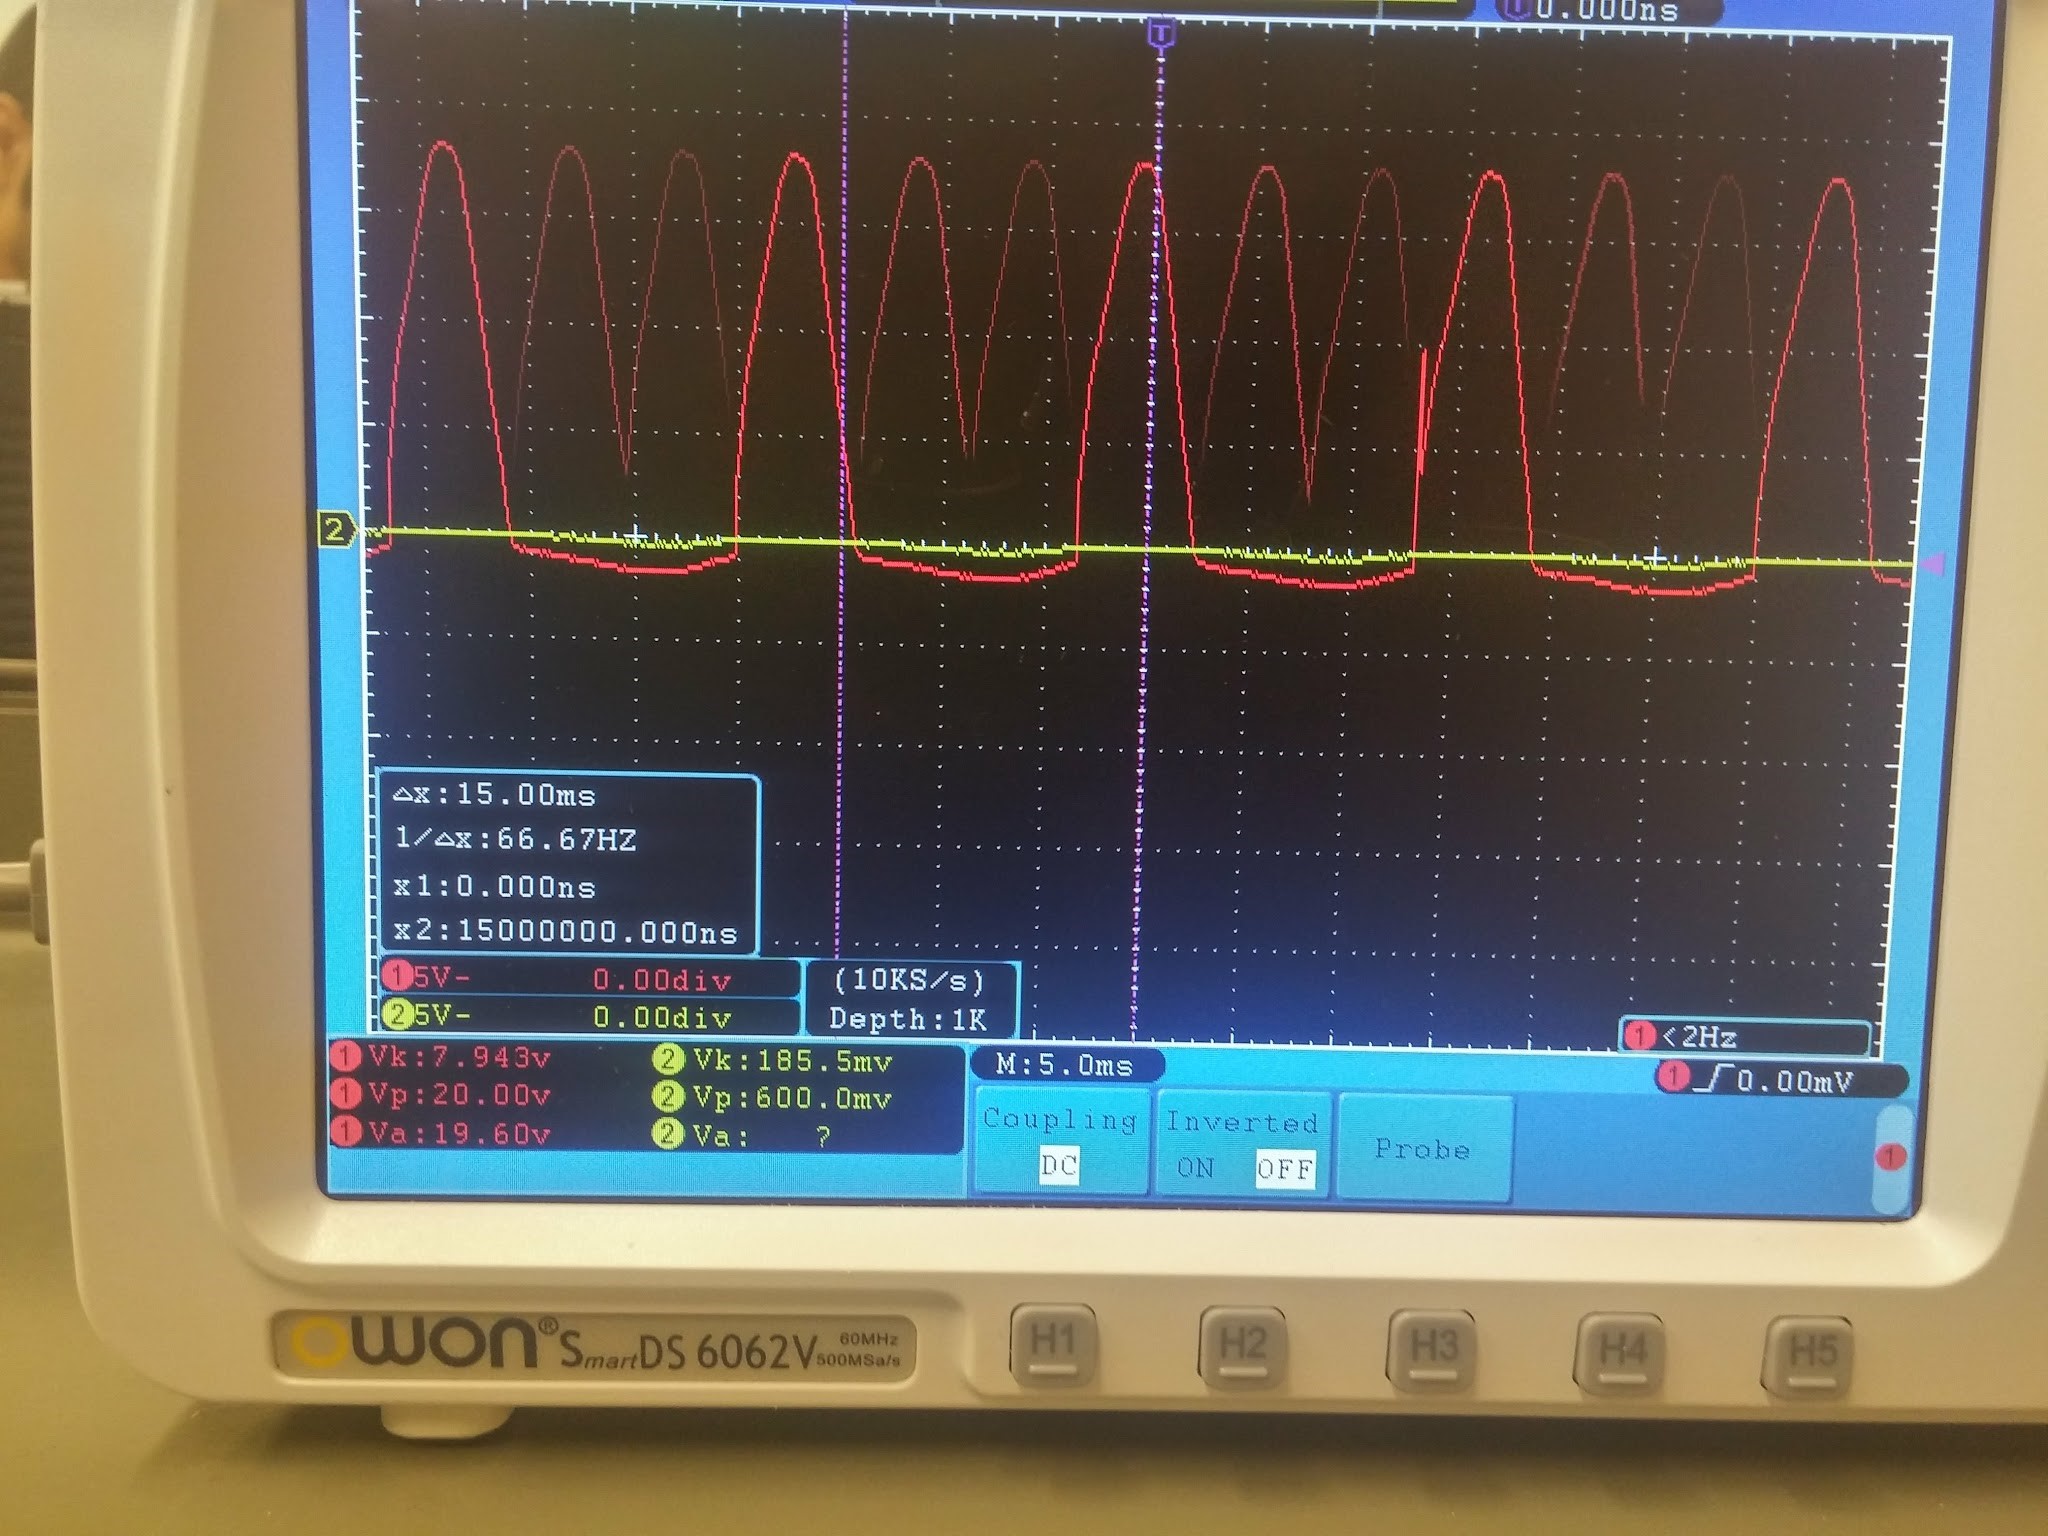 T
T 0.000ns
2
△x:15.00ms
1/△x:66.67HZ
x1:0.000ns
x2:15000000.000ns
1 5V- 0.00div
2 5V- 0.00div
(10KS/s)
Depth:1K
1 <2Hz
1 Vk:7.943v 2 Vk:185.5mv
1 Vp:20.00v 2 Vp:600.0mv
1 Va:19.60v 2 Va: ?
M:5.0ms
1 0.00mV
Coupling
DC
Inverted
ON OFF
Probe
1
owon® SmartDS 6062V 60MHz
500MSa/s
H1 H2 H3 H4 H5